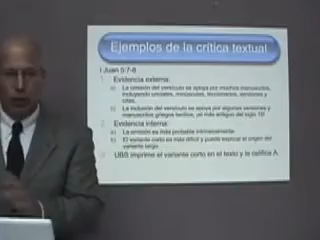 Ejemplos de la crítica textual
I Juan 5:7-8
1. Evidencia externa:
a) La omisión del versículo se apoya por muchos manuscritos,
incluyendo unciales, minúsculas, leccionarios, versiones y
citas.
b) La inclusión del versículo se apoya por algunas versiones y
manuscritos griegos tardíos, ¡el más antiguo del siglo
2. Evidencia interna:
a) La omisión es más probable intrínsecamente.
b) El variante corto es más difícil y puede explicar el origen del
variante largo.
UBS imprime el variante corto en el texto y la califica A.